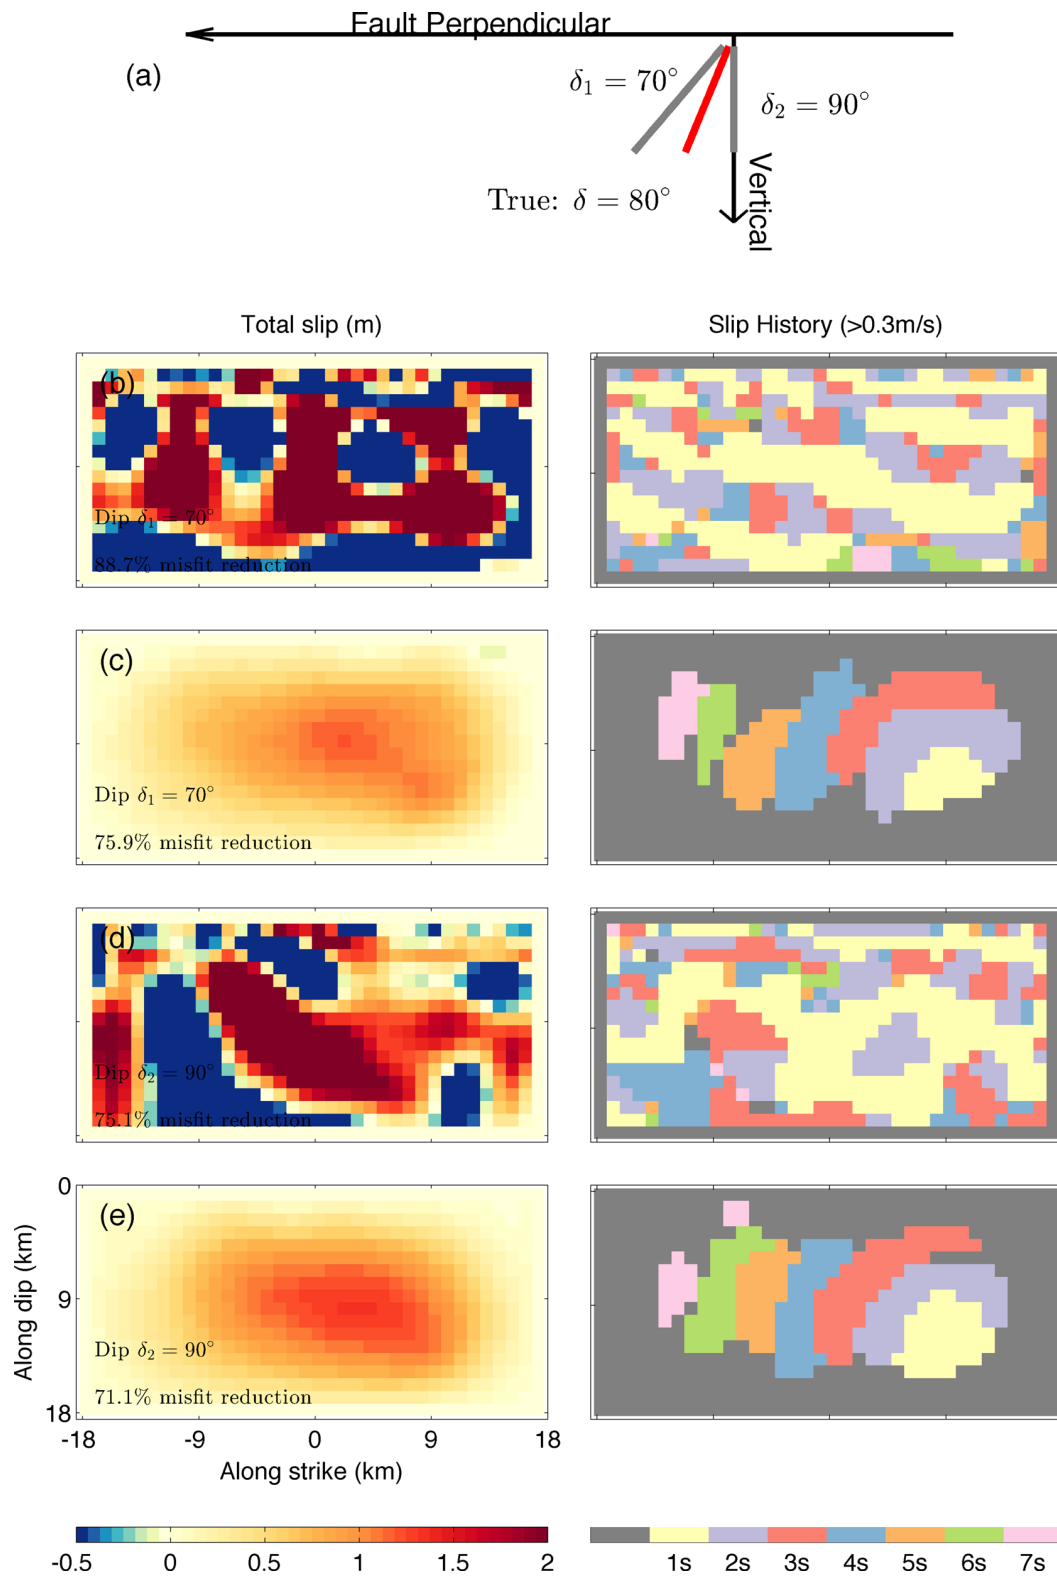 Fault Perpendicular
(a)
δ₁ = 70°
δ₂ = 90°
Vertical
True: δ = 80°
Total slip (m)
Slip History (>0.3m/s)
(b)
Dip δ₁ = 70°
88.7% misfit reduction
(c)
Dip δ₁ = 70°
75.9% misfit reduction
(d)
Dip δ₂ = 90°
75.1% misfit reduction
(e)
Dip δ₂ = 90°
71.1% misfit reduction
0
9
18
Along dip (km)
-18 -9 0 9 18
Along strike (km)
-0.5 0 0.5 1 1.5 2
1s 2s 3s 4s 5s 6s 7s